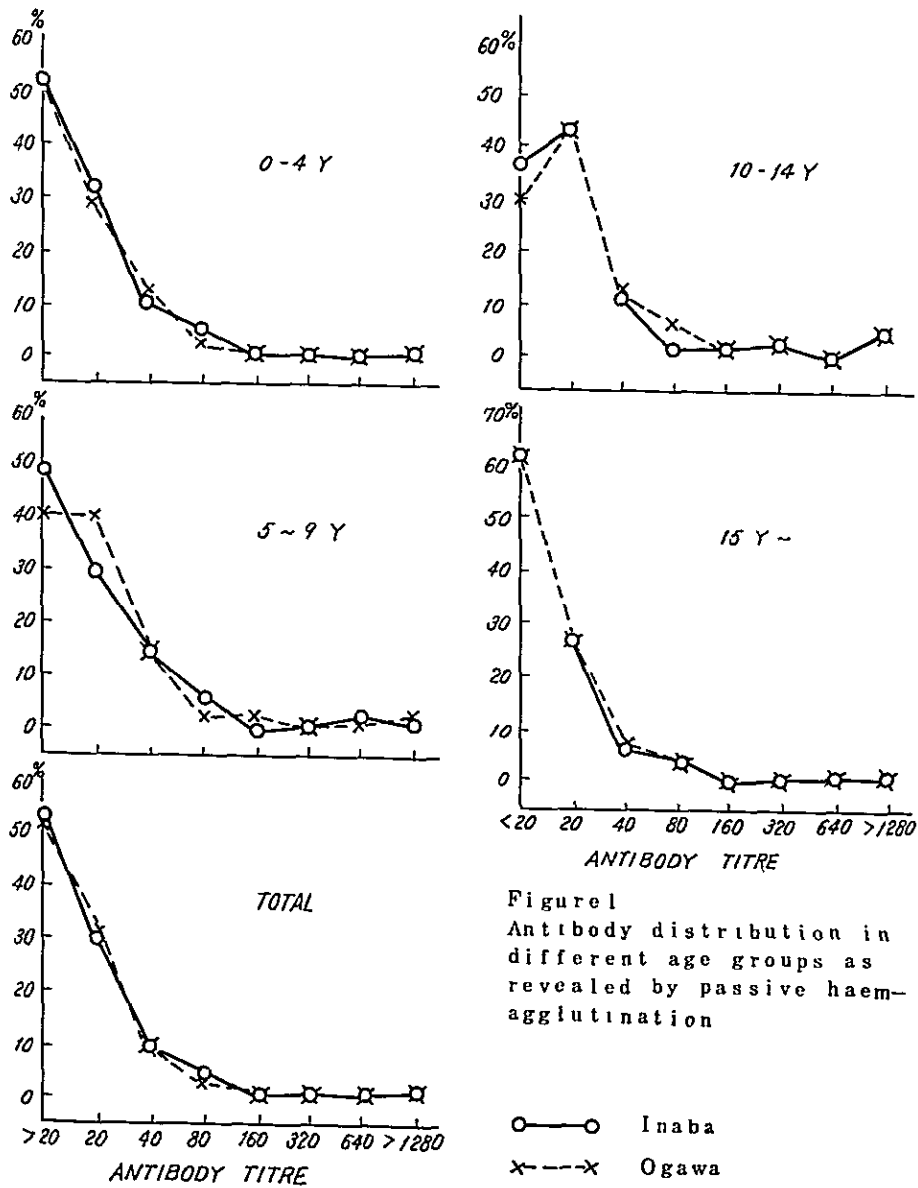 %
60
50
40
30
20
10
0
0-4 Y
60%
50
40
30
20
10
0
10-14 Y
%
60
50
40
30
20
10
0
5~9 Y
70%
60
50
40
30
20
10
0
15 Y ~
<20 20 40 80 160 320 640 >1280
ANTIBODY TITRE
%
60
50
40
30
20
10
0
TOTAL
>20 20 40 80 160 320 640 >1280
ANTIBODY TITRE
Figure1
Antibody distribution in
different age groups as
revealed by passive haem-
agglutination
Inaba
Ogawa